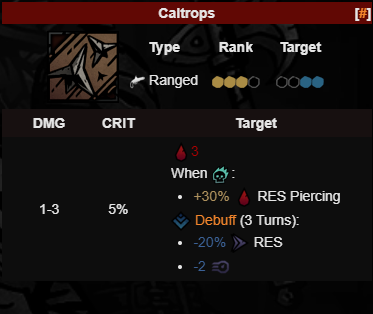 Caltrops
[#]
Type Rank Target
Ranged
DMG CRIT Target
1-3 5%
3
When :
+30% RES Piercing
Debuff (3 Turns):
-20% RES
-2